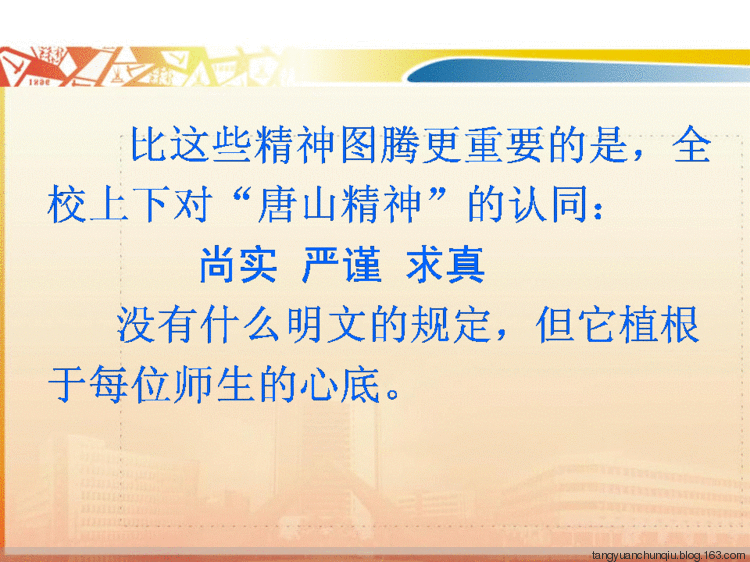 1896
比这些精神图腾更重要的是，全
校上下对“唐山精神”的认同：
尚实 严谨 求真
没有什么明文的规定，但它植根
于每位师生的心底。
tangyuanchunqiu.blog.163.com